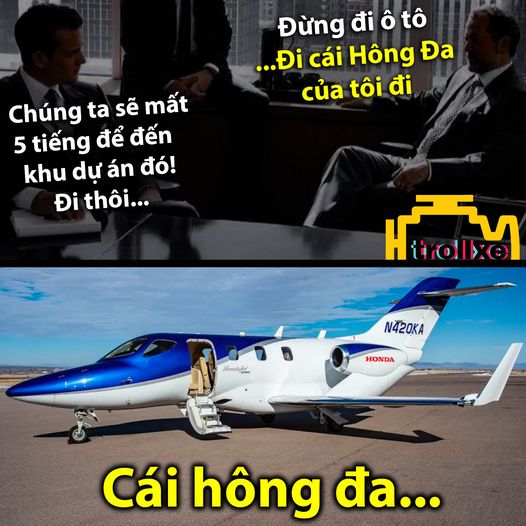 Đừng đi ô tô
...Đi cái Hông Đa
của tôi đi
Chúng ta sẽ mất
5 tiếng để đến
khu dự án đó!
Đi thôi...
trollxe
N420KA
HONDA
HondaJet
Cái hông đa...